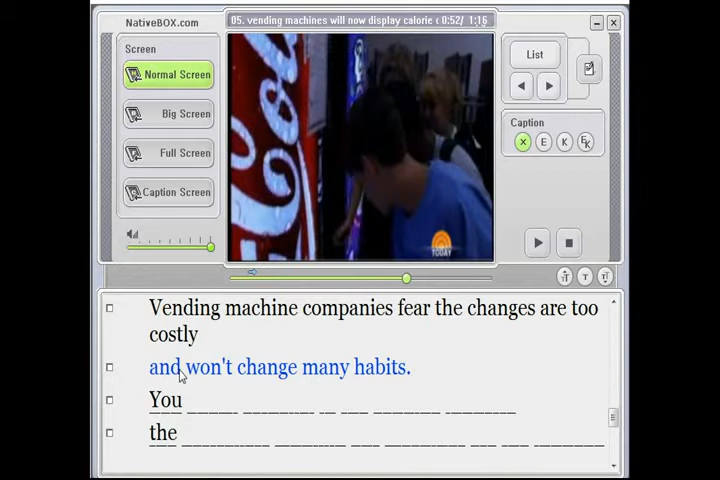 NativeBOX.com
05. vending machines will now display calorie c 0:52/ 1:16
Screen
Normal Screen
Big Screen
Full Screen
Caption Screen
List
Caption
X E K EK
Col
TODAY
T T T
Vending machine companies fear the changes are too
costly
and won't change many habits.
You
the